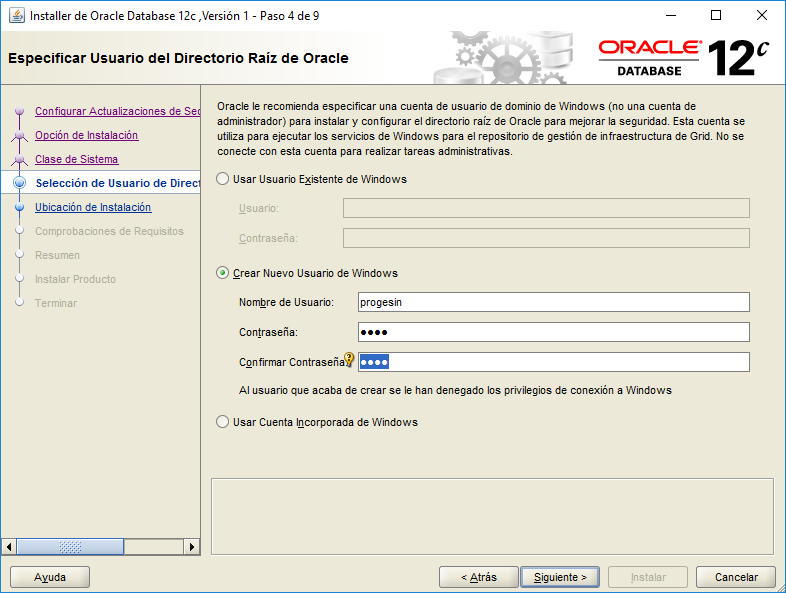 Installer de Oracle Database 12c ,Versión 1 - Paso 4 de 9
Especificar Usuario del Directorio Raíz de Oracle
ORACLE®
DATABASE
12c
Configurar Actualizaciones de Sec
Opción de Instalación
Clase de Sistema
Selección de Usuario de Direct
Ubicación de Instalación
Comprobaciones de Requisitos
Resumen
Instalar Producto
Terminar
Oracle le recomienda especificar una cuenta de usuario de dominio de Windows (no una cuenta de
administrador) para instalar y configurar el directorio raíz de Oracle para mejorar la seguridad. Esta cuenta se
utiliza para ejecutar los servicios de Windows para el repositorio de gestión de infraestructura de Grid. No se
conecte con esta cuenta para realizar tareas administrativas.
Usar Usuario Existente de Windows
Usuario:
Contraseña:
Crear Nuevo Usuario de Windows
Nombre de Usuario: progesin
Contraseña: ●●●●
Confirmar Contraseña: ●●●●
Al usuario que acaba de crear se le han denegado los privilegios de conexión a Windows
Usar Cuenta Incorporada de Windows
Ayuda
< Atrás
Siguiente >
Instalar
Cancelar